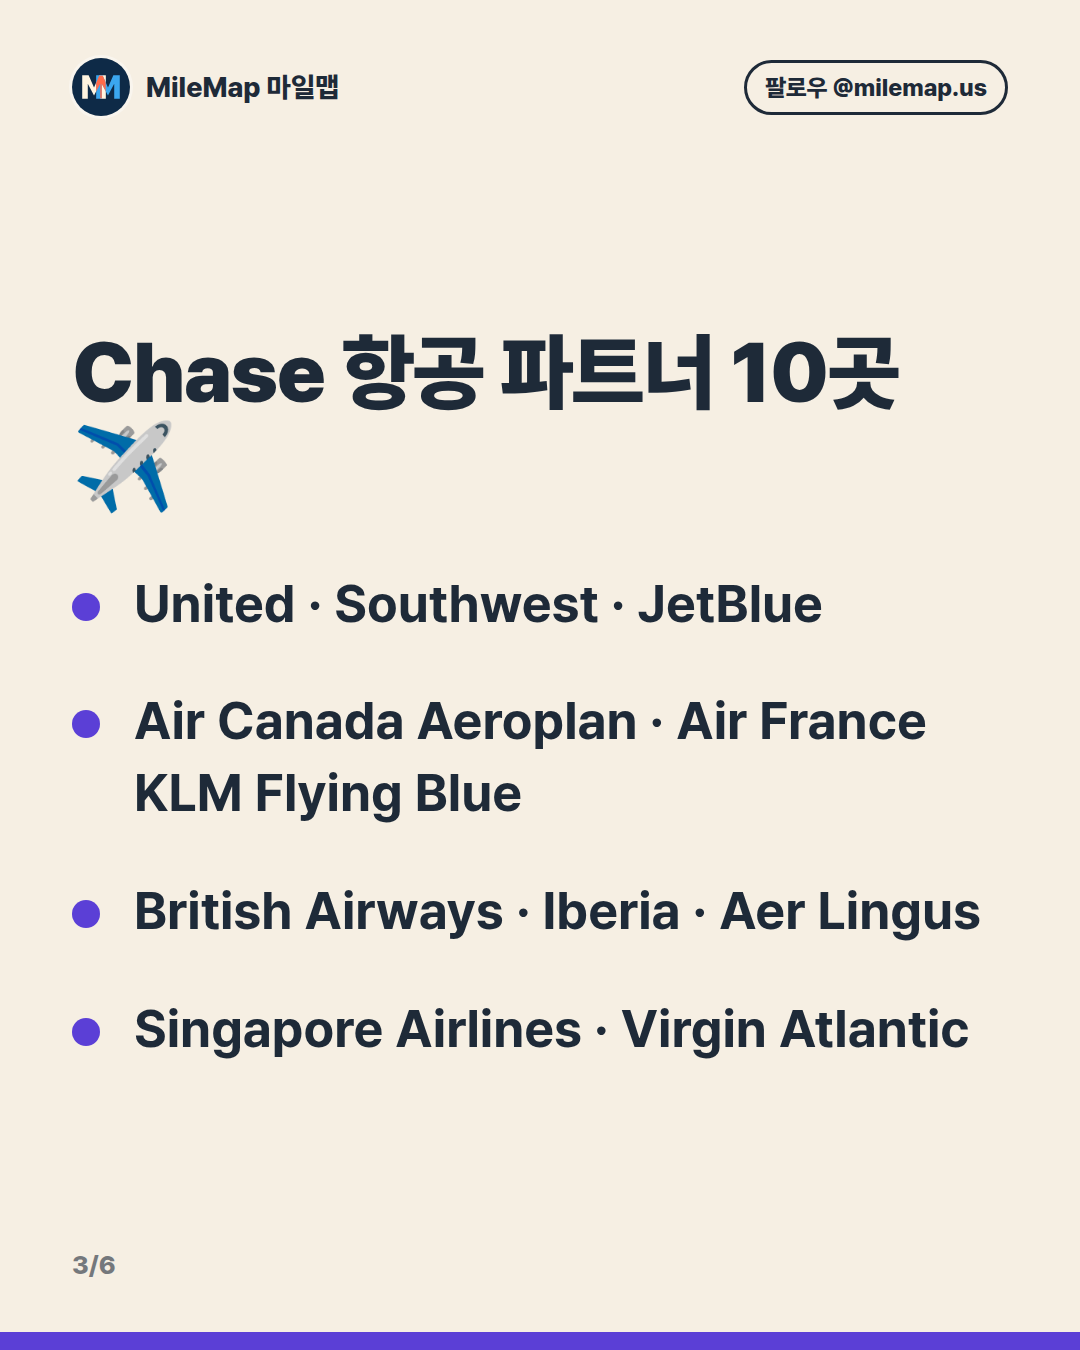 MM
MileMap 마일맵
팔로우 @milemap.us
Chase 항공 파트너 10곳
✈️
United · Southwest · JetBlue
Air Canada Aeroplan · Air France
KLM Flying Blue
British Airways · Iberia · Aer Lingus
Singapore Airlines · Virgin Atlantic
3/6